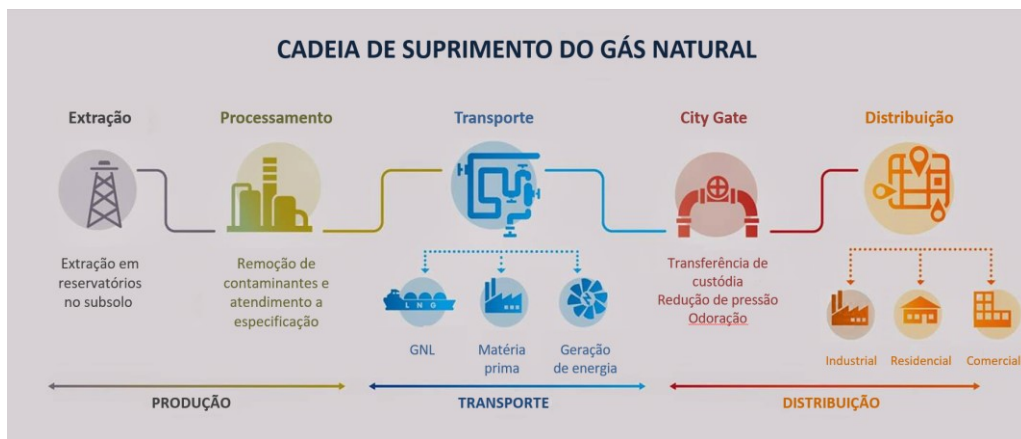 CADEIA DE SUPRIMENTO DO GÁS NATURAL
Extração
Processamento
Transporte
City Gate
Distribuição
Extração em
reservatórios
no subsolo
Remoção de
contaminantes e
atendimento a
especificação
LNG
GNL
Matéria
prima
Geração
de energia
Transferência de
custódia
Redução de pressão
Odoração
Industrial
Residencial
Comercial
PRODUÇÃO
TRANSPORTE
DISTRIBUIÇÃO